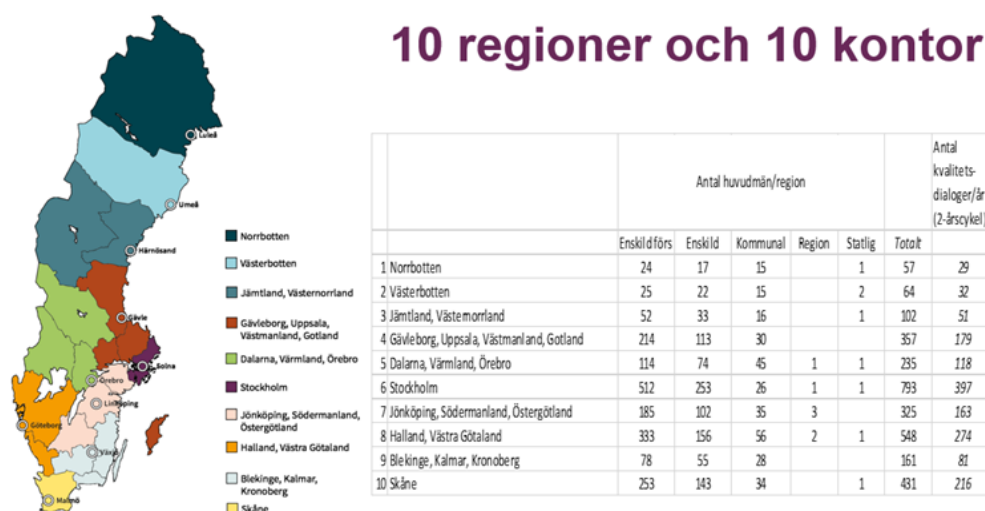 10 regioner och 10 kontor
Luleå
Umeå
Härnösand
Gävle
Solna
Örebro
Linköping
Göteborg
Växjö
Malmö
Norrbotten
Västerbotten
Jämtland, Västernorrland
Gävleborg, Uppsala,
Västmanland, Gotland
Dalarna, Värmland, Örebro
Stockholm
Jönköping, Södermanland,
Östergötland
Halland, Västra Götaland
Blekinge, Kalmar,
Kronoberg
Skåne
Antal huvudmän/region
Antal
kvalitets-
dialoger/år
(2-årscykel)
Enskild förs Enskild Kommunal Region Statlig Totalt
1 Norrbotten 24 17 15 1 57 29
2 Västerbotten 25 22 15 2 64 32
3 Jämtland, Västernorrland 52 33 16 1 102 51
4 Gävleborg, Uppsala, Västmanland, Gotland 214 113 30 357 179
5 Dalarna, Värmland, Örebro 114 74 45 1 1 235 118
6 Stockholm 512 253 26 1 1 793 397
7 Jönköping, Södermanland, Östergötland 185 102 35 3 325 163
8 Halland, Västra Götaland 333 156 56 2 1 548 274
9 Blekinge, Kalmar, Kronoberg 78 55 28 161 81
10 Skåne 253 143 34 1 431 216